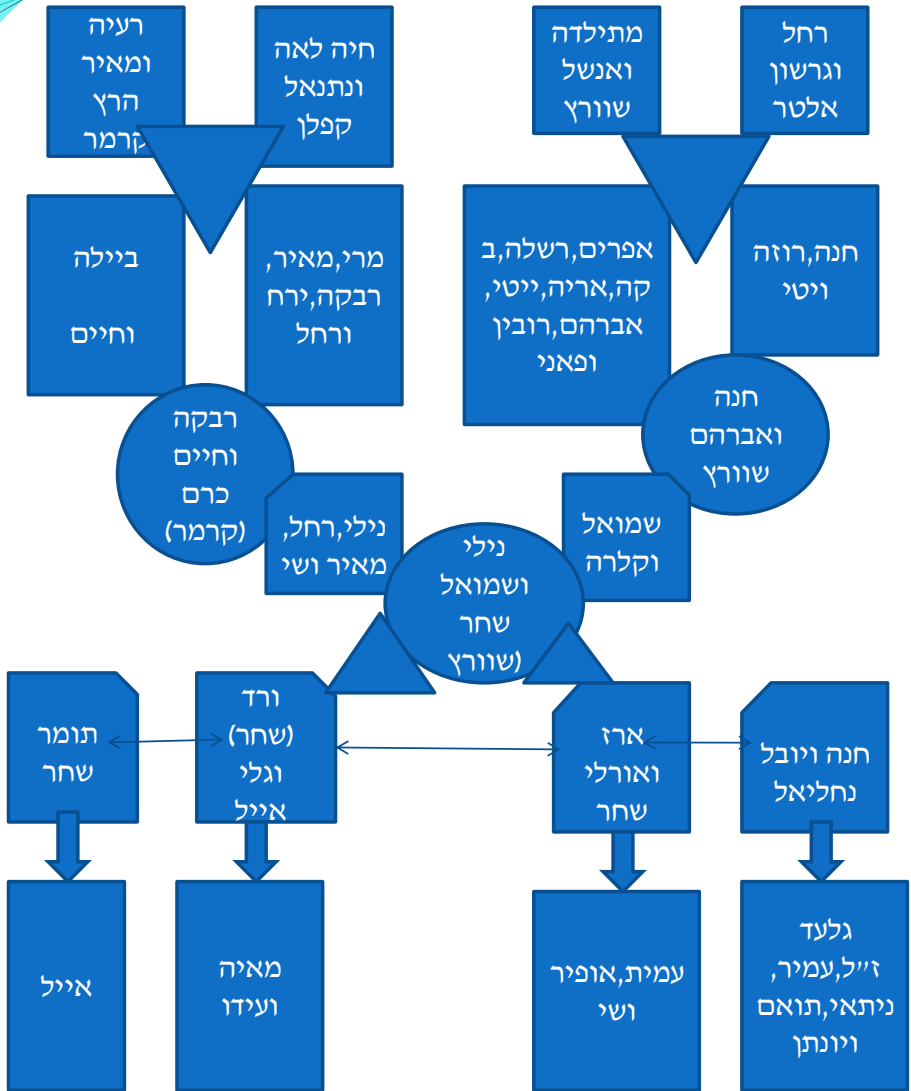 רחל
וגרשון
אלטר
מתילדה
ואנשל
שוורץ
חיה לאה
ונתנאל
קפלן
רעיה
ומאיר
הרץ
קרמר
חנה,רוזה
ויטי
אפרים,רשלה,ב
קה,אריה,ייטי,
אברהם,רובין
ופאני
מרי,מאיר,
רבקה,ירח
ורחל
ביילה
וחיים
חנה
ואברהם
שוורץ
רבקה
וחיים
כרם
(קרמר)
שמואל
וקלרה
נילי
ושמואל
שחר
(שוורץ
נילי,רחל,
מאיר ושי
חנה ויובל
נחליאל
ארז
ואורלי
שחר
ורד
(שחר)
וגלי
אייל
תומר
שחר
גלעד
ז״ל,עמיר,
ניתאי,תואם
ויונתן
עמית,אופיר
ושי
מאיה
ועידו
אייל